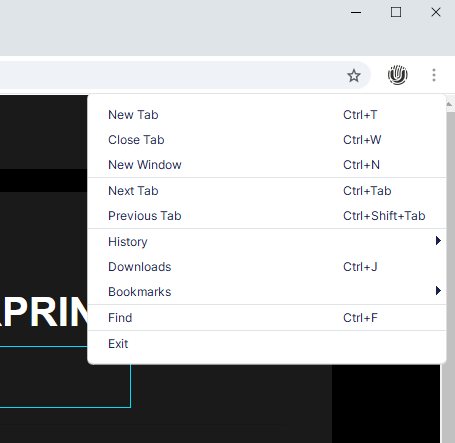 New Tab Ctrl+T
Close Tab Ctrl+W
New Window Ctrl+N
Next Tab Ctrl+Tab
Previous Tab Ctrl+Shift+Tab
History
Downloads Ctrl+J
Bookmarks
Find Ctrl+F
PRIN
Exit